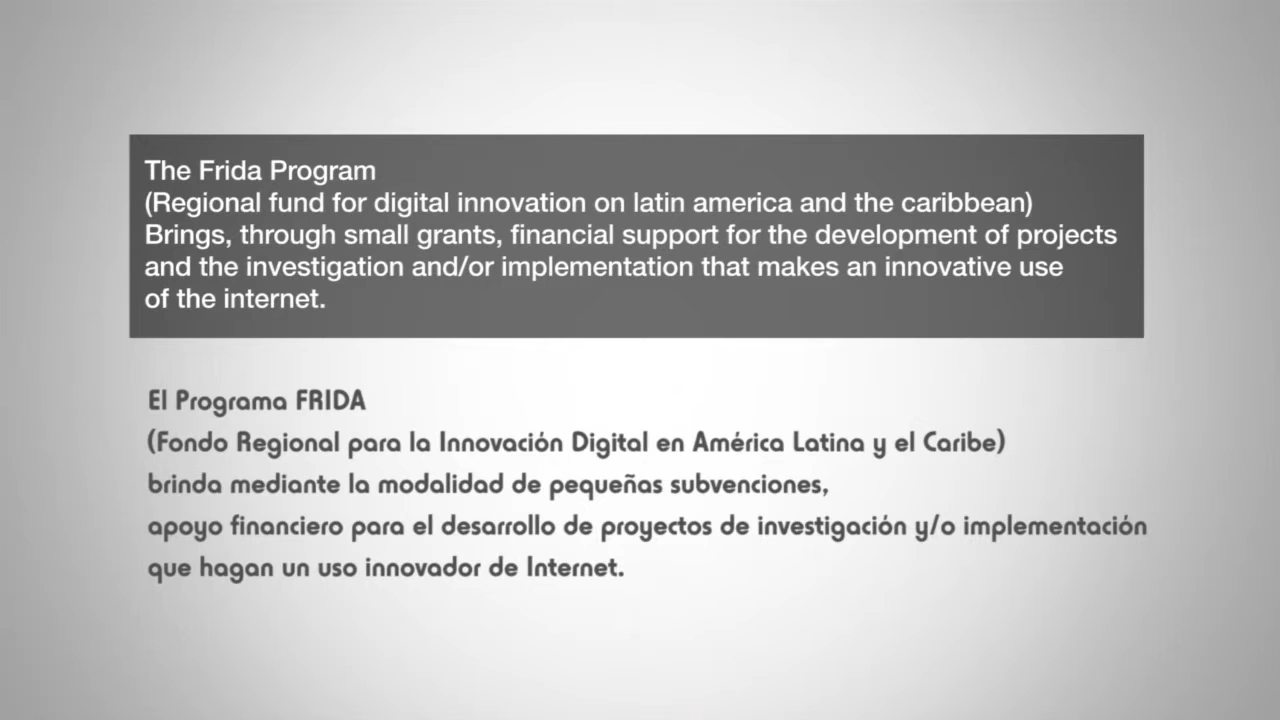 The Frida Program
(Regional fund for digital innovation on latin america and the caribbean)
Brings, through small grants, financial support for the development of projects
and the investigation and/or implementation that makes an innovative use
of the internet.
El Programa FRIDA
(Fondo Regional para la Innovación Digital en América Latina y el Caribe)
brinda mediante la modalidad de pequeñas subvenciones,
apoyo financiero para el desarrollo de proyectos de investigación y/o implementación
que hagan un uso innovador de Internet.